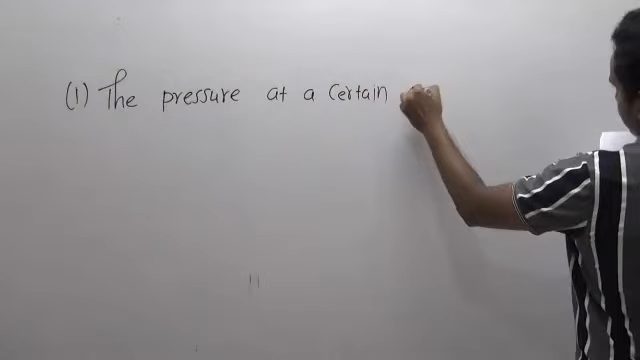 (1) The pressure at a certain